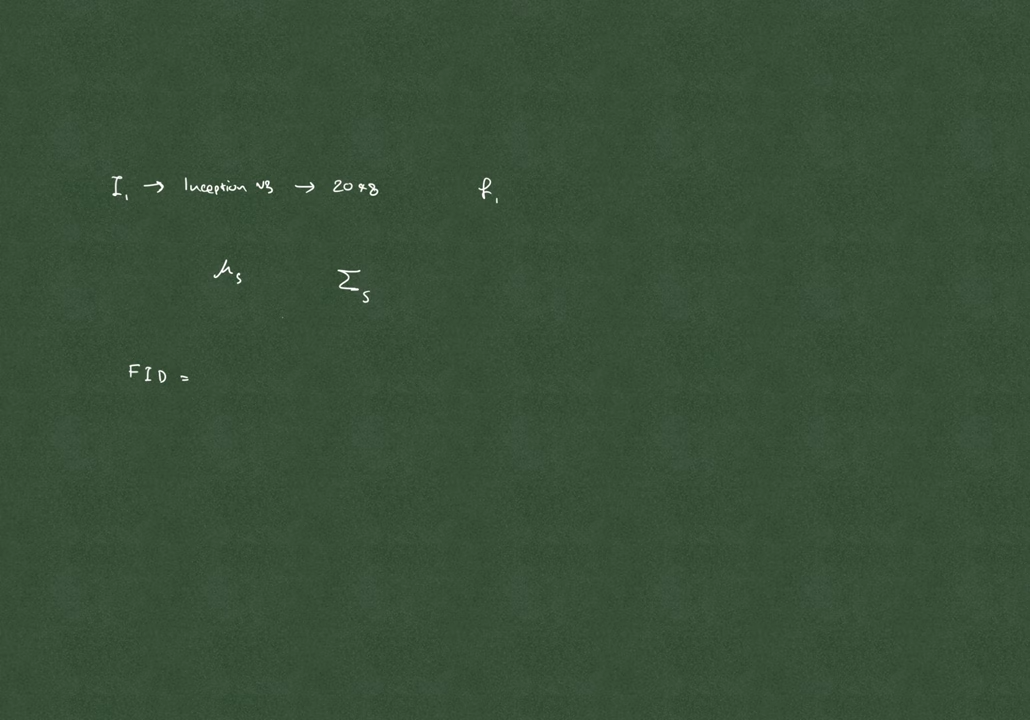 I₁ → Inception v3 → 2048 f₁
μₛ Σₛ
FID =